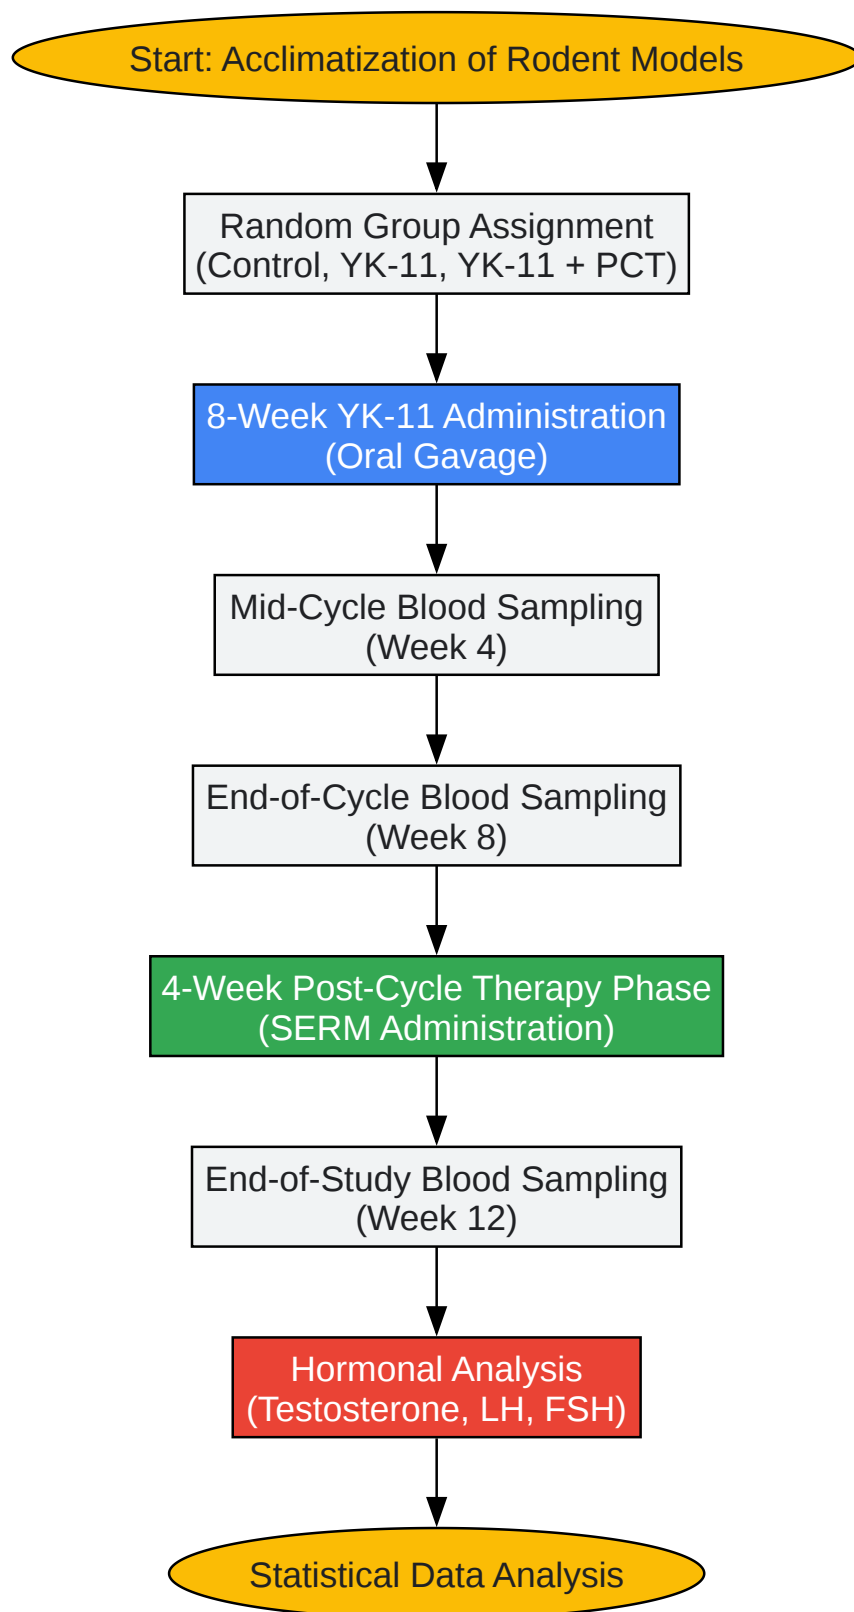 Start: Acclimatization of Rodent Models
Random Group Assignment
(Control, YK-11, YK-11 + PCT)
8-Week YK-11 Administration
(Oral Gavage)
Mid-Cycle Blood Sampling
(Week 4)
End-of-Cycle Blood Sampling
(Week 8)
4-Week Post-Cycle Therapy Phase
(SERM Administration)
End-of-Study Blood Sampling
(Week 12)
Hormonal Analysis
(Testosterone, LH, FSH)
Statistical Data Analysis